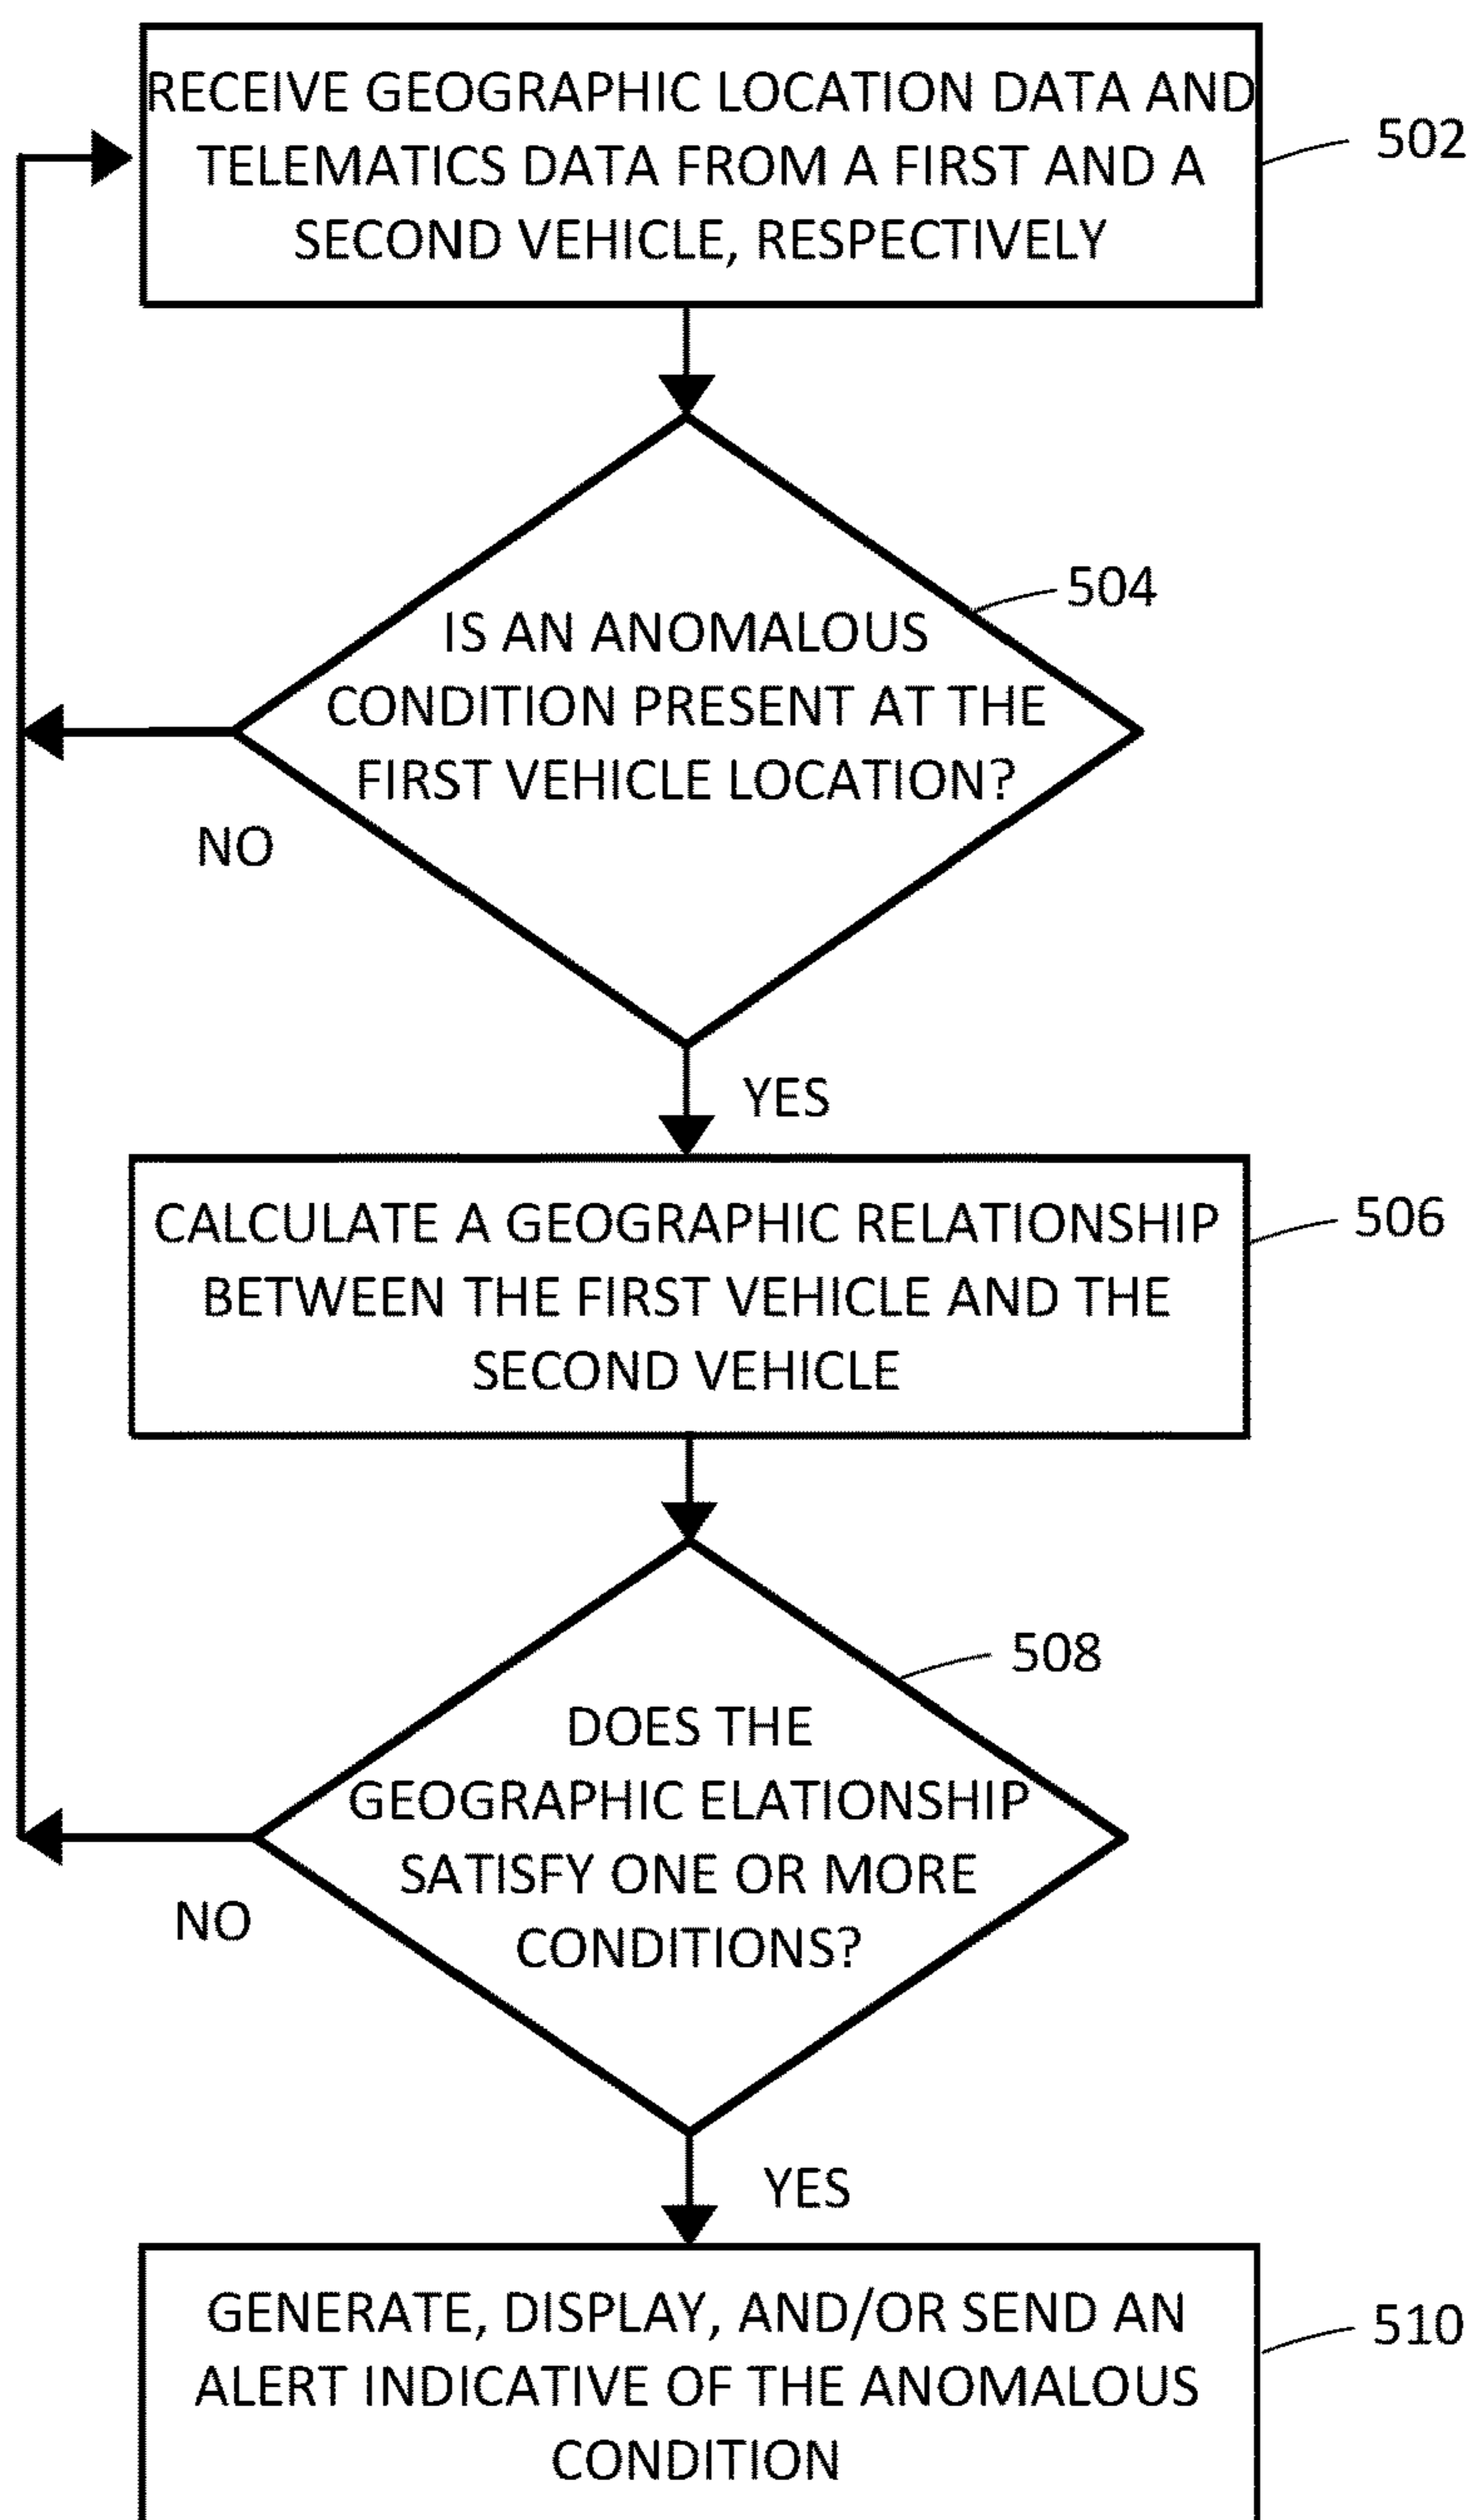 RECEIVE GEOGRAPHIC LOCATION DATA AND
TELEMATICS DATA FROM A FIRST AND A
SECOND VEHICLE, RESPECTIVELY
502
504
IS AN ANOMALOUS
CONDITION PRESENT AT THE
FIRST VEHICLE LOCATION?
NO
YES
CALCULATE A GEOGRAPHIC RELATIONSHIP
BETWEEN THE FIRST VEHICLE AND THE
SECOND VEHICLE
506
508
DOES THE
GEOGRAPHIC ELATIONSHIP
SATISFY ONE OR MORE
CONDITIONS?
NO
YES
GENERATE, DISPLAY, AND/OR SEND AN
ALERT INDICATIVE OF THE ANOMALOUS
CONDITION
510